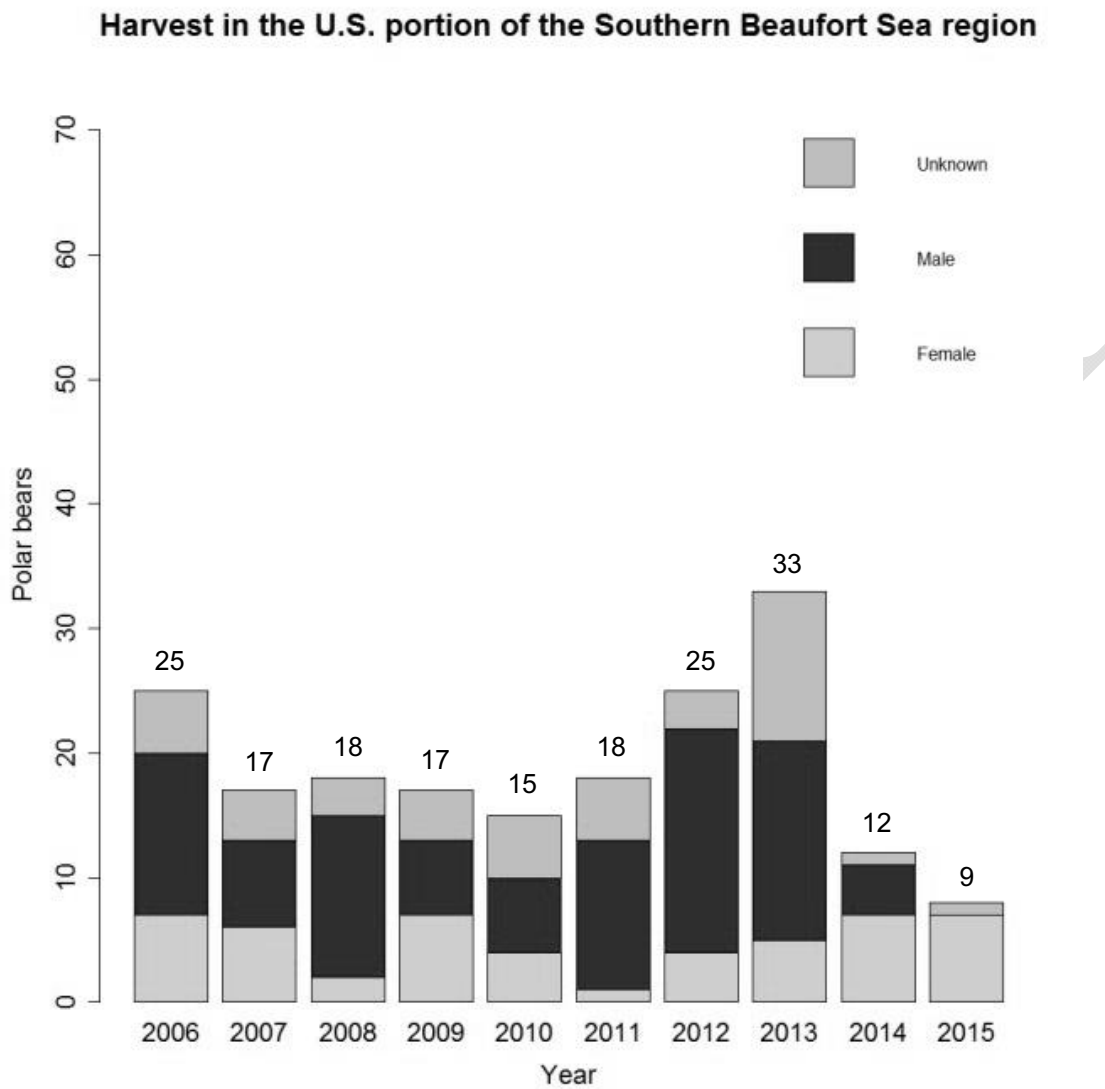 Harvest in the U.S. portion of the Southern Beaufort Sea region
70
60
50
40
30
20
10
0
Polar bears
Unknown
Male
Female
25
17
18
17
15
18
25
33
12
9
2006 2007 2008 2009 2010 2011 2012 2013 2014 2015
Year